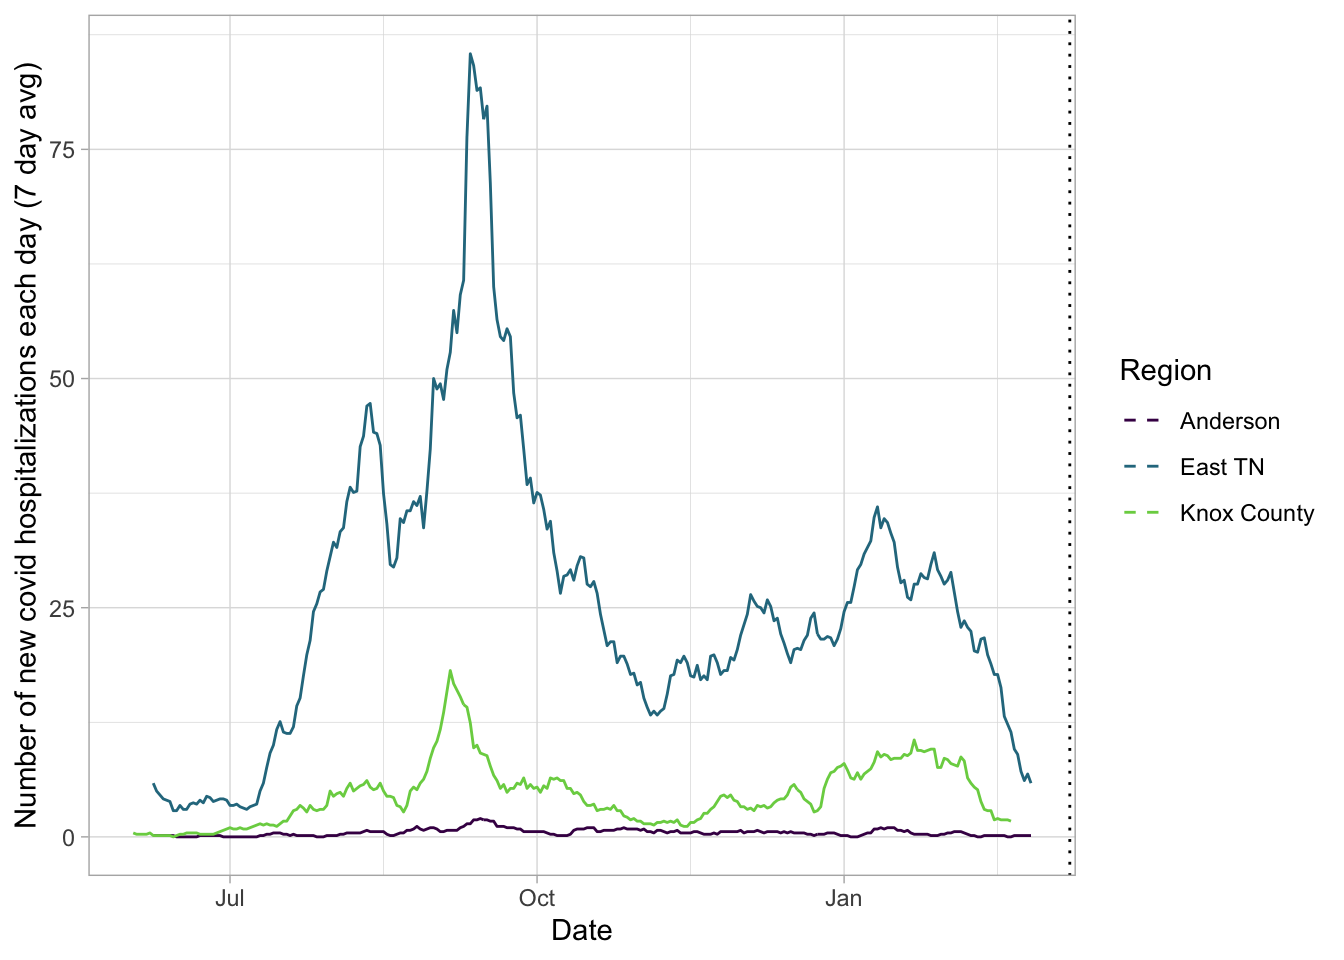 Number of new covid hospitalizations each day (7 day avg)
75
50
25
0
Jul
Oct
Jan
Date
Region
Anderson
East TN
Knox County